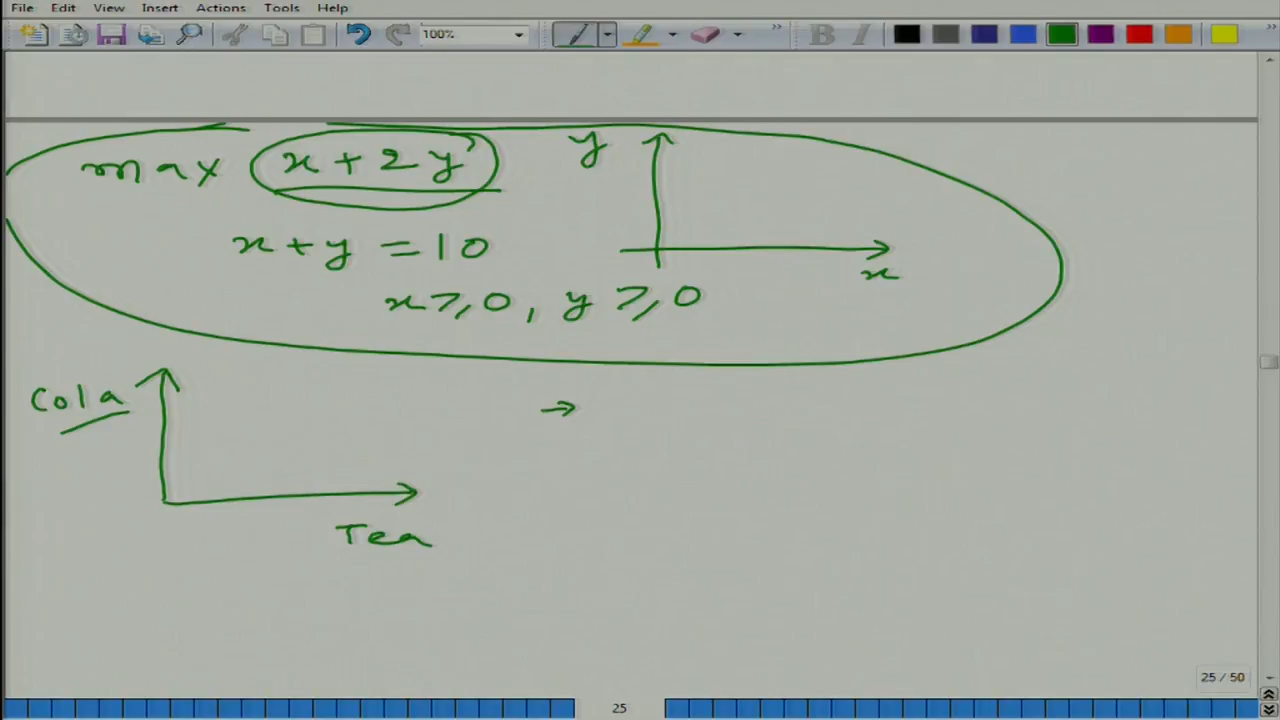 File Edit View Insert Actions Tools Help
100%
B I
max x + 2y y
x + y = 10
x
x ≥ 0, y ≥ 0
Cola
Tea
25 / 50
25